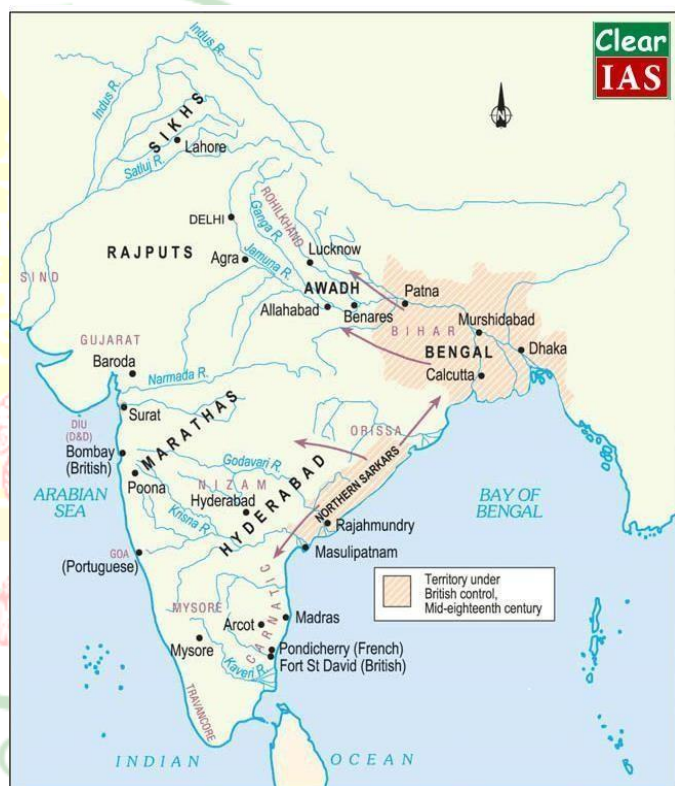 Clear
IAS
Indus R.
Indus R.
SIKHS
Lahore
Satluj R.
N
DELHI
Ganga R.
ROHILKHAND
RAJPUTS
Lucknow
Jamuna R.
Agra
SIND
AWADH
Patna
Allahabad
Benares
BIHAR
Murshidabad
GUJARAT
BENGAL
Dhaka
Baroda
Narmada R.
Calcutta
Surat
MARATHAS
DIU
(D&D)
ORISSA
Bombay
(British)
Godavari R.
NIZAM
Poona
Hyderabad
HYDERABAD
NORTHERN SARKARS
ARABIAN
SEA
BAY OF
BENGAL
Krisna R.
Rajahmundry
Masulipatnam
GOA
(Portuguese)
Territory under
British control,
Mid-eighteenth century
CARNATIC
MYSORE
Arcot
Madras
Mysore
Pondicherry (French)
Fort St David (British)
Kaveri R.
TRAVANCORE
INDIAN OCEAN